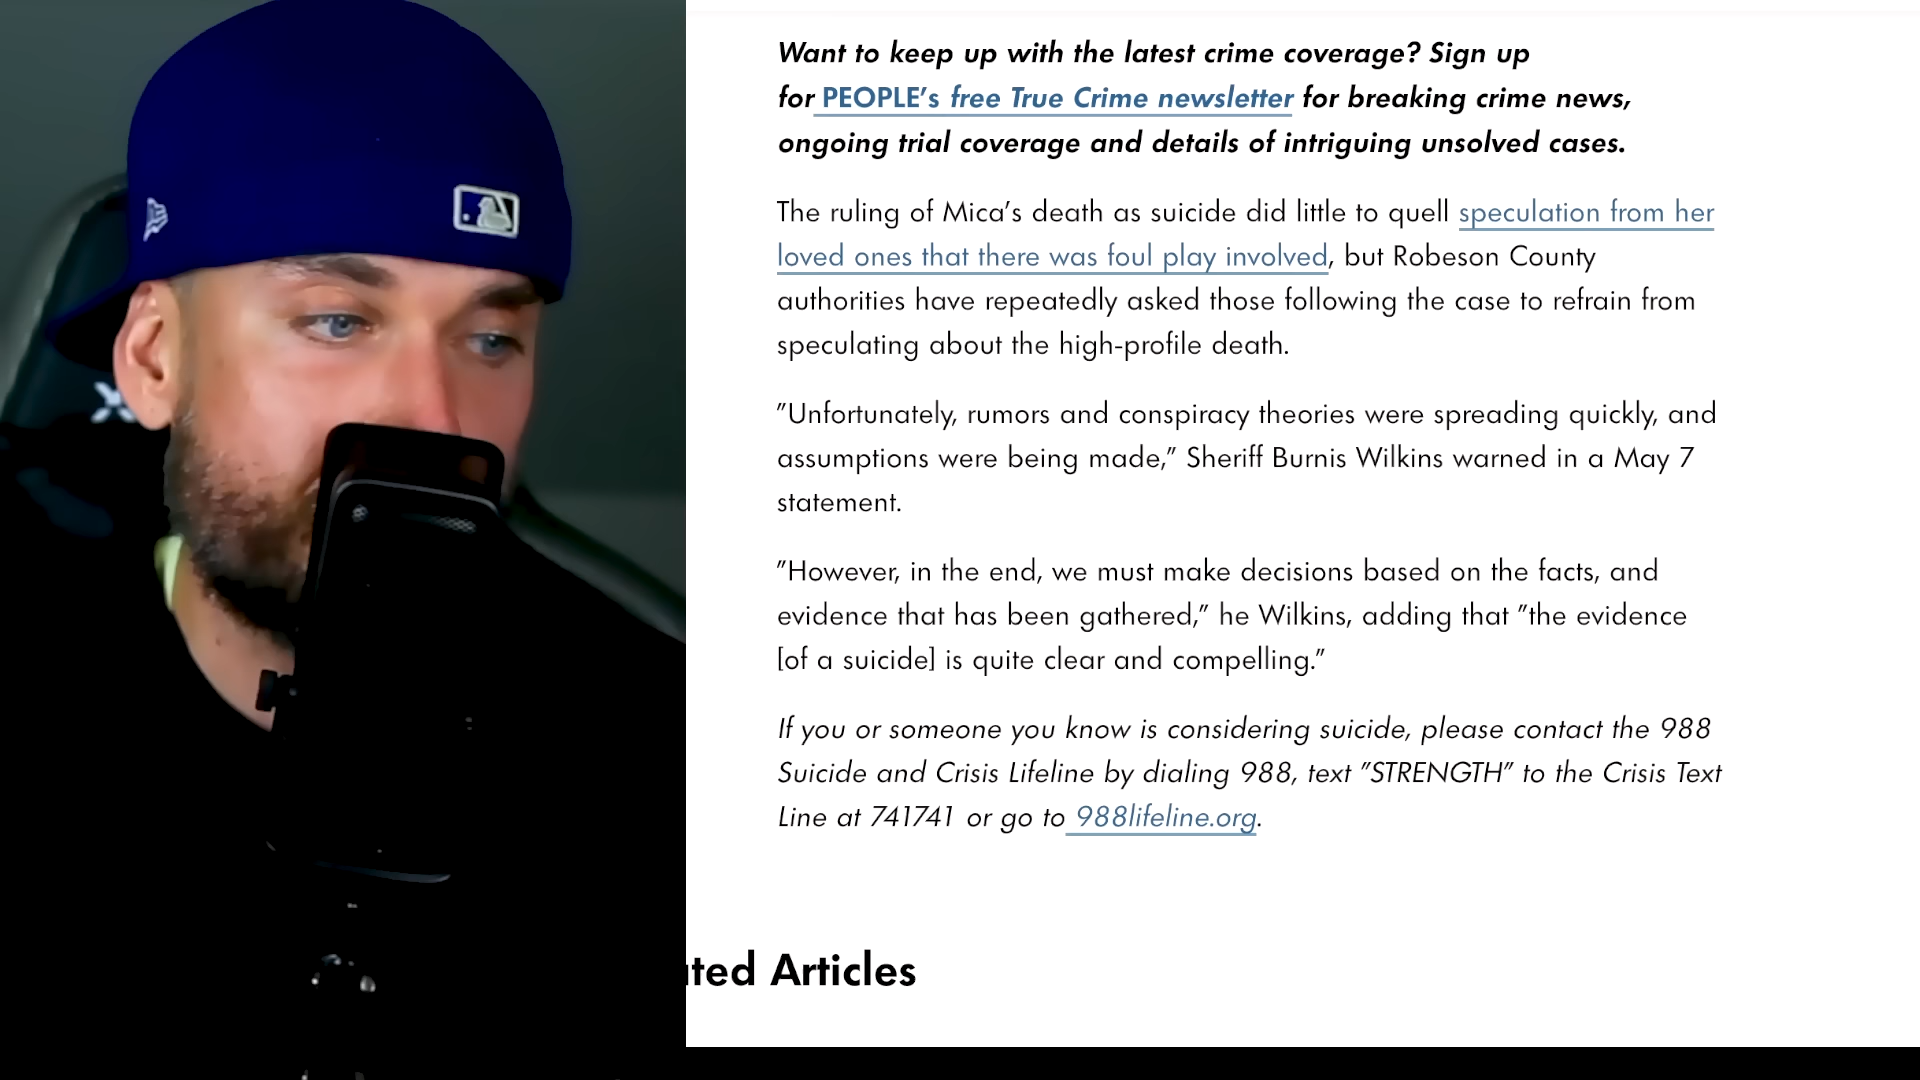 Want to keep up with the latest crime coverage? Sign up
for PEOPLE’s free True Crime newsletter for breaking crime news,
ongoing trial coverage and details of intriguing unsolved cases.
The ruling of Mica’s death as suicide did little to quell speculation from her
loved ones that there was foul play involved, but Robeson County
authorities have repeatedly asked those following the case to refrain from
speculating about the high-profile death.
”Unfortunately, rumors and conspiracy theories were spreading quickly, and
assumptions were being made,” Sheriff Burnis Wilkins warned in a May 7
statement.
”However, in the end, we must make decisions based on the facts, and
evidence that has been gathered,” he Wilkins, adding that ”the evidence
[of a suicide] is quite clear and compelling.”
If you or someone you know is considering suicide, please contact the 988
Suicide and Crisis Lifeline by dialing 988, text ”STRENGTH” to the Crisis Text
Line at 741741 or go to 988lifeline.org.
ted Articles